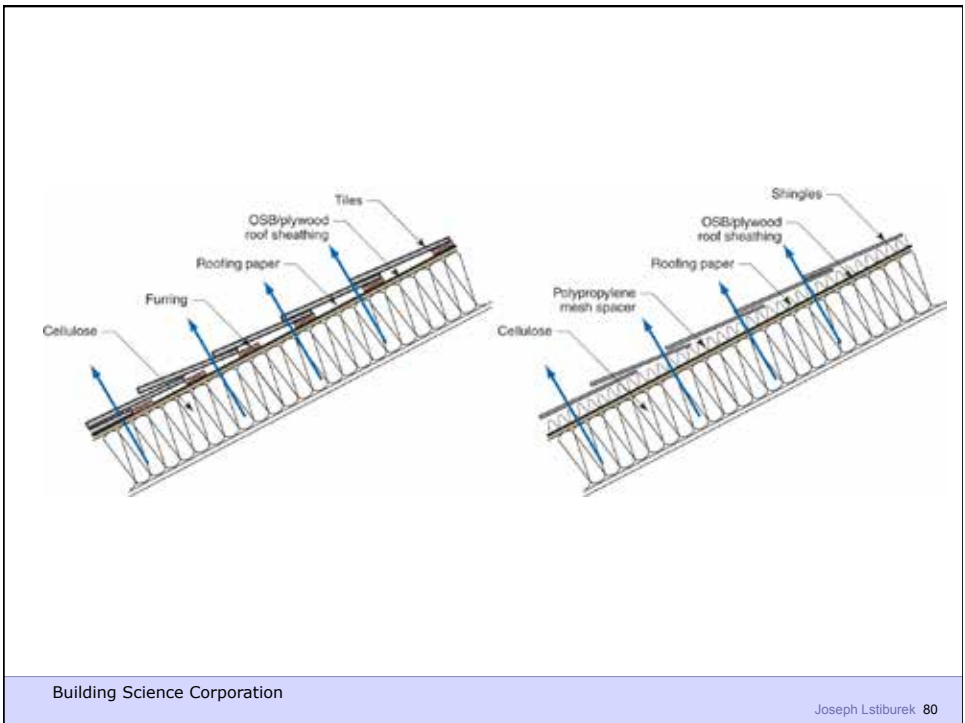 Tiles
OSB/plywood
roof sheathing
Roofing paper
Furring
Cellulose
Shingles
OSB/plywood
roof sheathing
Roofing paper
Polypropylene
mesh spacer
Cellulose
Building Science Corporation
Joseph Lstiburek 80